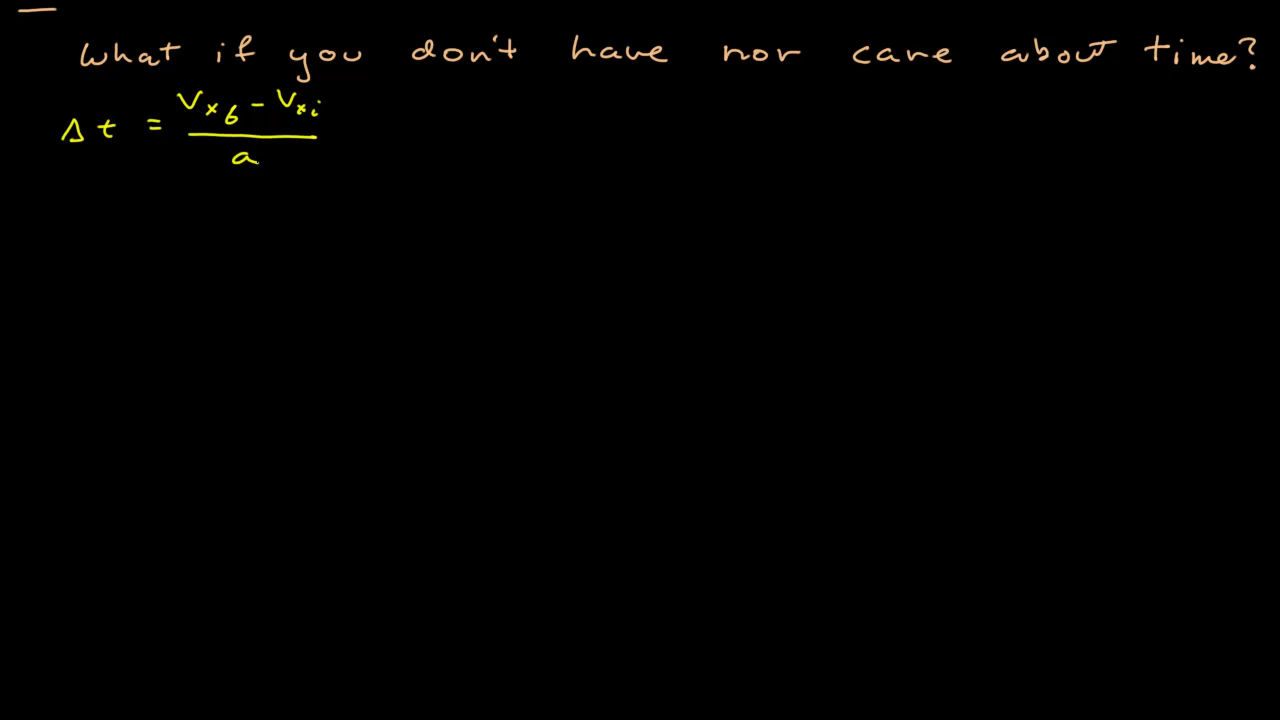 What if you don't have nor care about time?
Δt = (Vxf - Vxi) / a